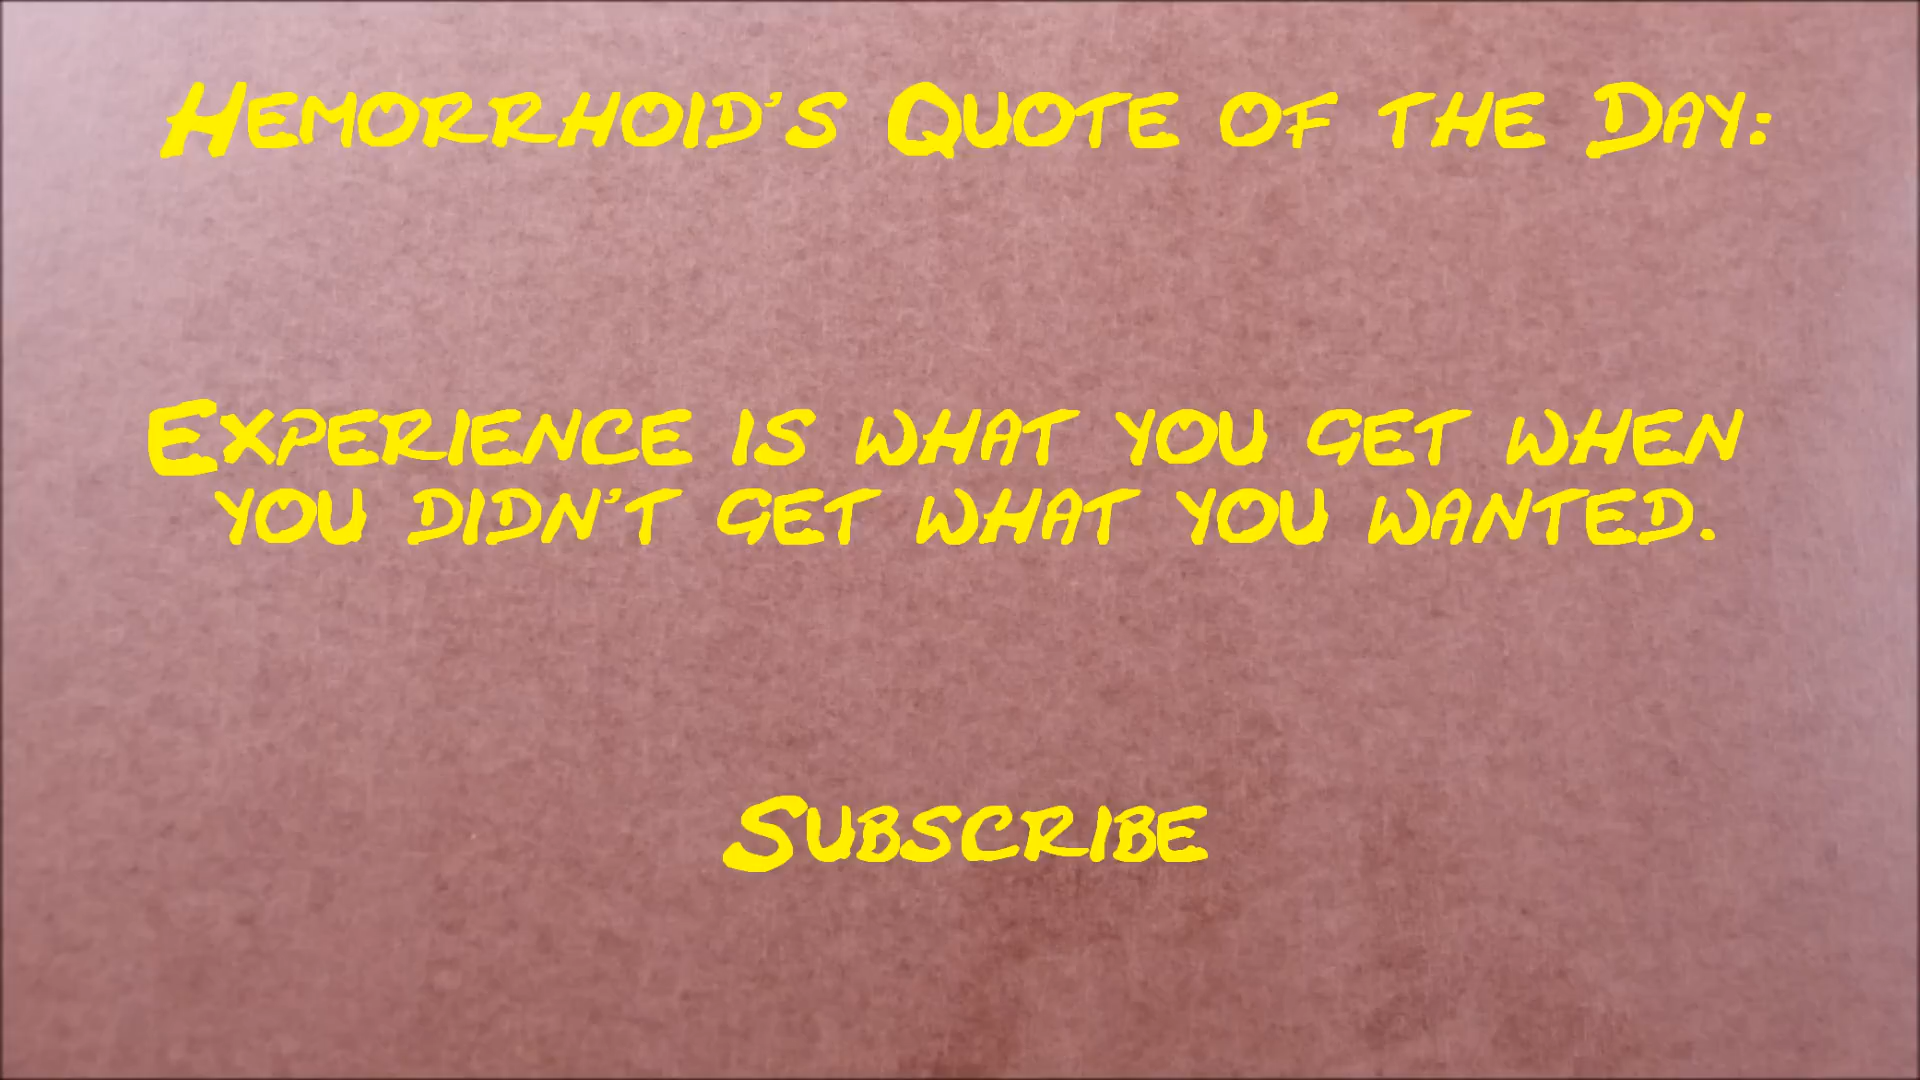 Hemorrhoid's Quote of the Day:
Experience is what you get when
you didn't get what you wanted.
Subscribe